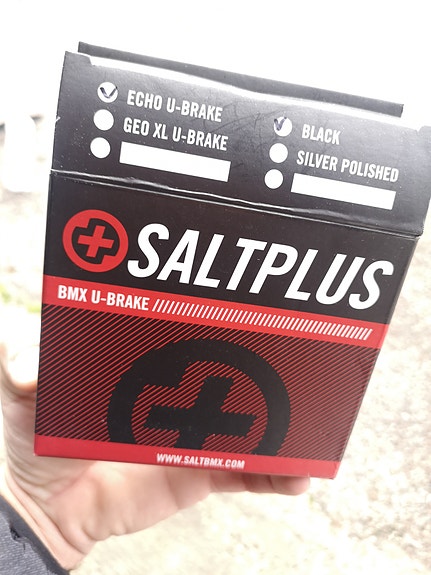 ECHO U-BRAKE
GEO XL U-BRAKE
BLACK
SILVER POLISHED
SALTPLUS
BMX U-BRAKE
WWW.SALTBMX.COM